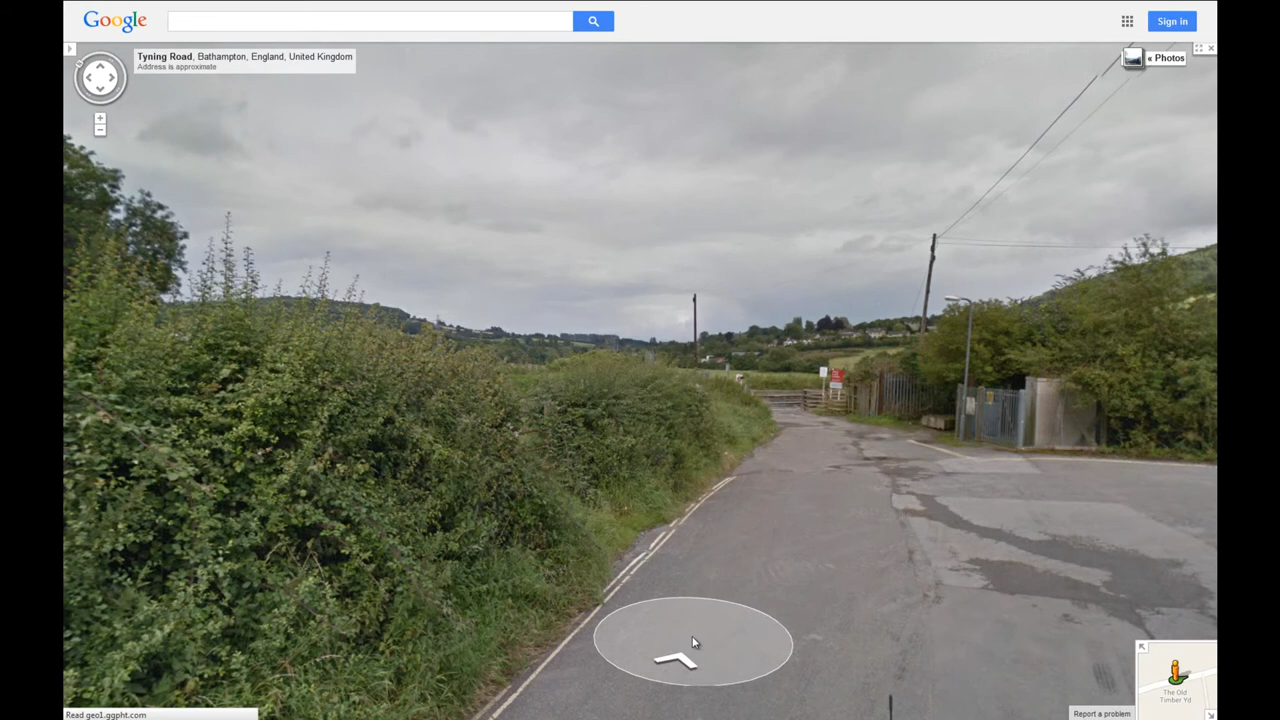 Google
Sign in
Tyning Road, Bathampton, England, United Kingdom
Address is approximate
« Photos
The Old
Timber Yd
Read geo1.ggpht.com
Report a problem